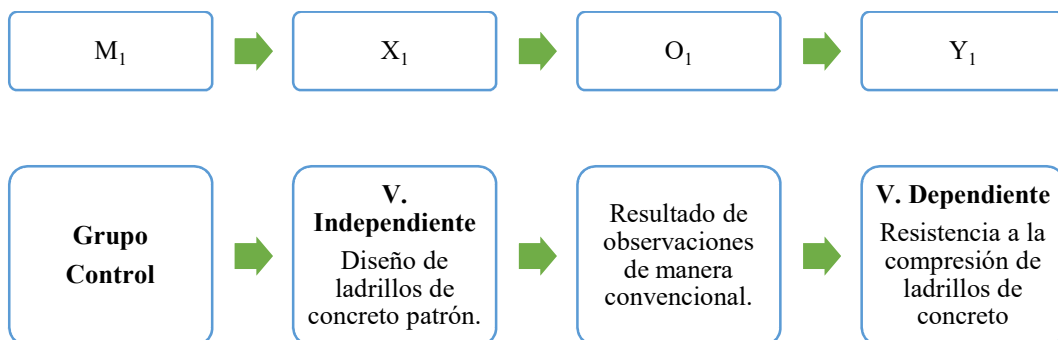 M₁
X₁
O₁
Y₁
Grupo
Control
V.
Independiente
Diseño de
ladrillos de
concreto patrón.
Resultado de
observaciones
de manera
convencional.
V. Dependiente
Resistencia a la
compresión de
ladrillos de
concreto